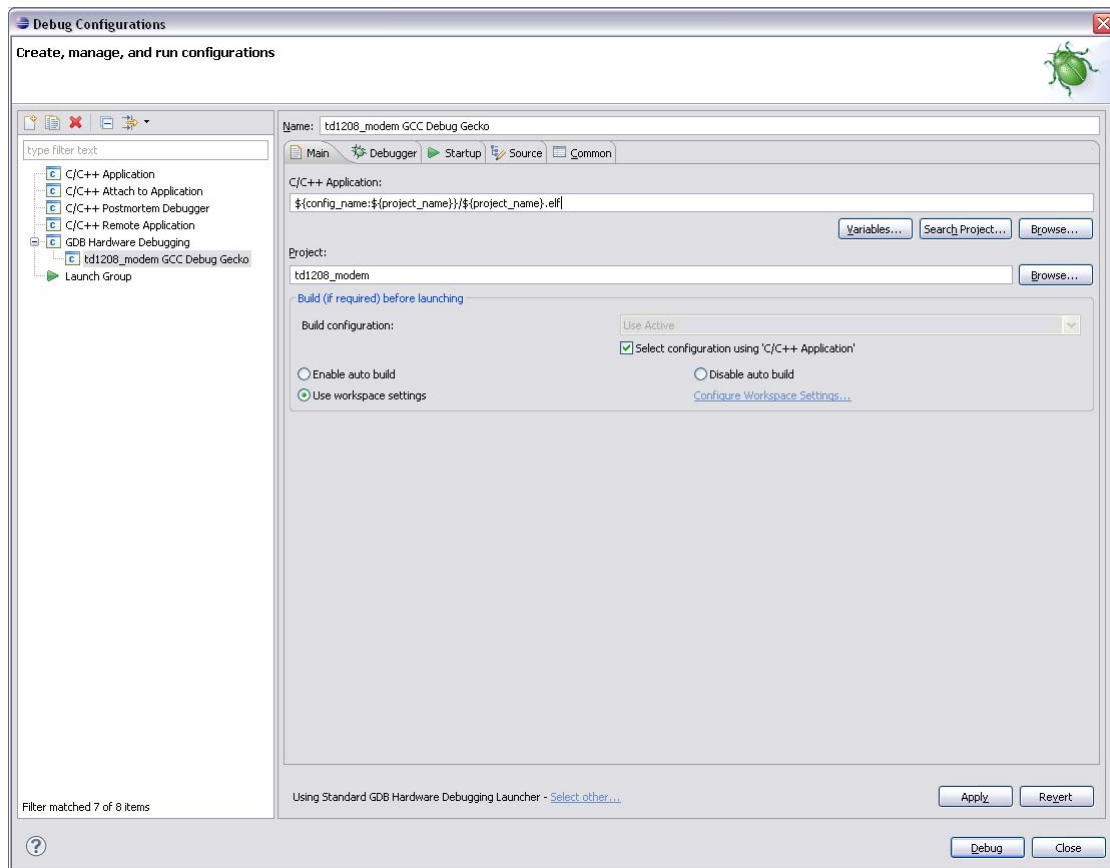 Debug Configurations
Create, manage, and run configurations
type filter text
C/C++ Application
C/C++ Attach to Application
C/C++ Postmortem Debugger
C/C++ Remote Application
GDB Hardware Debugging
td1208_modem GCC Debug Gecko
Launch Group
Filter matched 7 of 8 items
Name: td1208_modem GCC Debug Gecko
Main Debugger Startup Source Common
C/C++ Application:
${config_name:${project_name}}/${project_name}.elf
Variables... Search Project... Browse...
Project:
td1208_modem Browse...
Build (if required) before launching
Build configuration: Use Active
Select configuration using 'C/C++ Application'
Enable auto build Disable auto build
Use workspace settings Configure Workspace Settings...
Using Standard GDB Hardware Debugging Launcher - Select other... Apply Revert
Debug Close